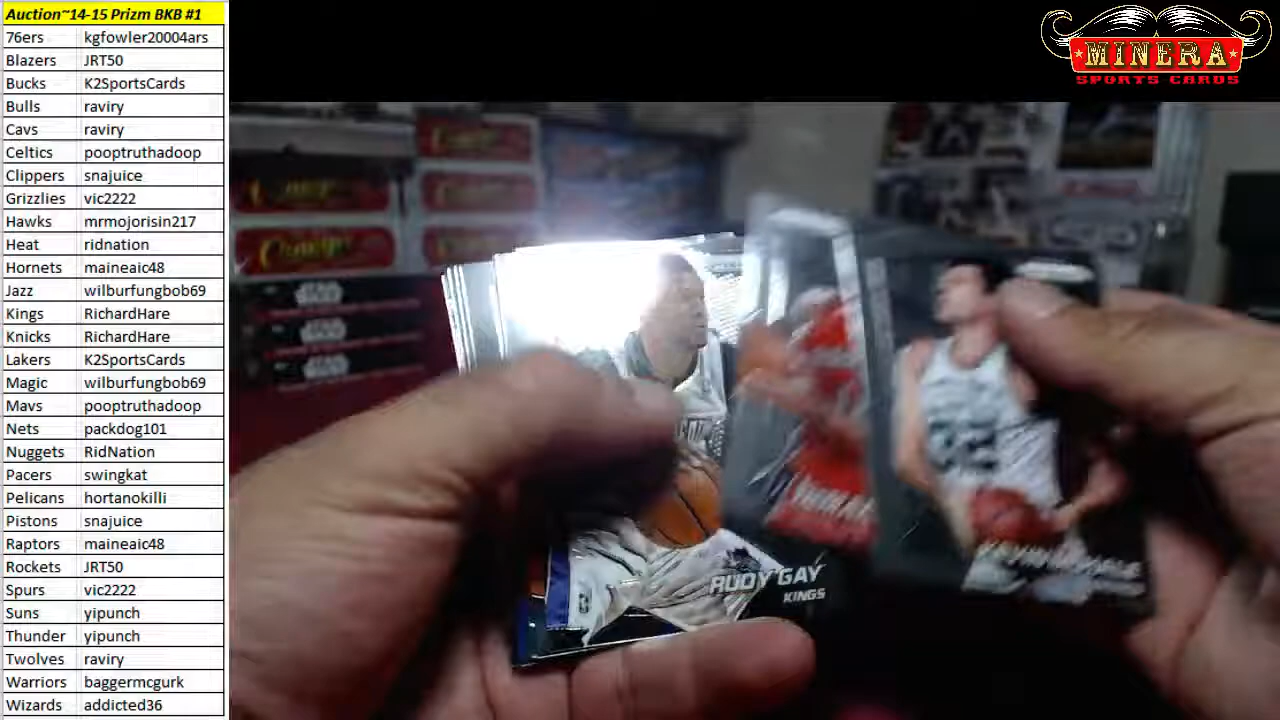 Auction~14-15 Prizm BKB #1
76ers kgfowler20004ars
Blazers JRT50
Bucks K2SportsCards
Bulls raviry
Cavs raviry
Celtics pooptruthadoop
Clippers snajuice
Grizzlies vic2222
Hawks mrmojorisin217
Heat ridnation
Hornets maineaic48
Jazz wilburfungbob69
Kings RichardHare
Knicks RichardHare
Lakers K2SportsCards
Magic wilburfungbob69
Mavs pooptruthadoop
Nets packdog101
Nuggets RidNation
Pacers swingkat
Pelicans hortanokilli
Pistons snajuice
Raptors maineaic48
Rockets JRT50
Spurs vic2222
Suns yipunch
Thunder yipunch
Twolves raviry
Warriors baggermcgurk
Wizards addicted36
MINERA
SPORTS CARDS
RUDY GAY
KINGS